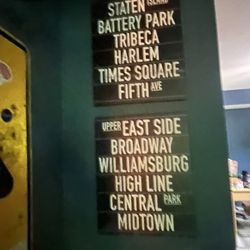 STATEN ISLAND
BATTERY PARK
TRIBECA
HARLEM
TIMES SQUARE
FIFTH AVE
UPPER EAST SIDE
BROADWAY
WILLIAMSBURG
HIGH LINE
CENTRAL PARK
MIDTOWN